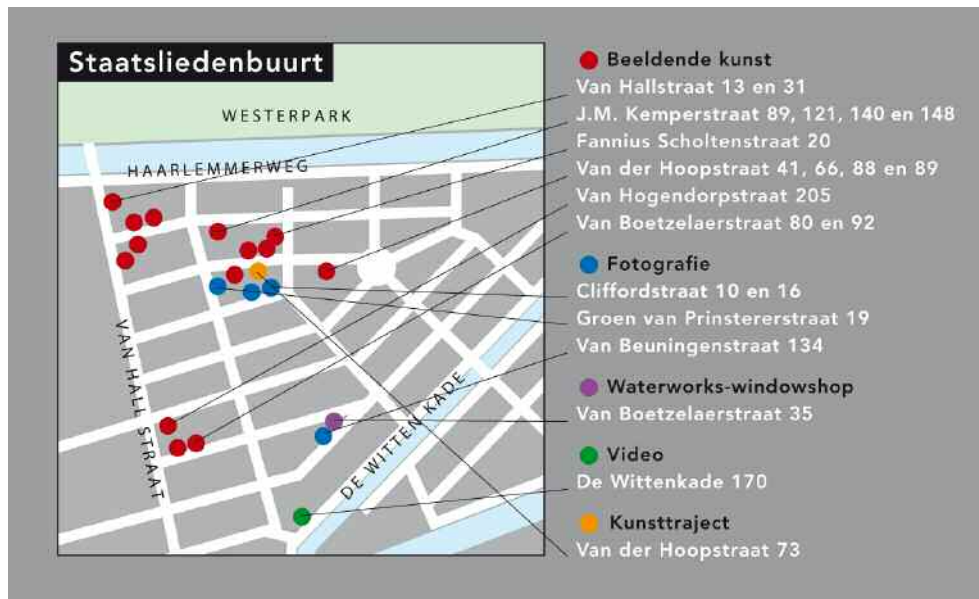 Staatsliedenbuurt
WESTERPARK
HAARLEMMERWEG
VAN HALL STRAAT
DE WITTEN KADE
Beeldende kunst
Van Hallstraat 13 en 31
J.M. Kemperstraat 89, 121, 140 en 148
Fannius Scholtenstraat 20
Van der Hoopstraat 41, 66, 88 en 89
Van Hogendorpstraat 205
Van Boetzelaerstraat 80 en 92
Fotografie
Cliffordstraat 10 en 16
Groen van Prinstererstraat 19
Van Beuningenstraat 134
Waterworks-windowshop
Van Boetzelaerstraat 35
Video
De Wittenkade 170
Kunsttraject
Van der Hoopstraat 73